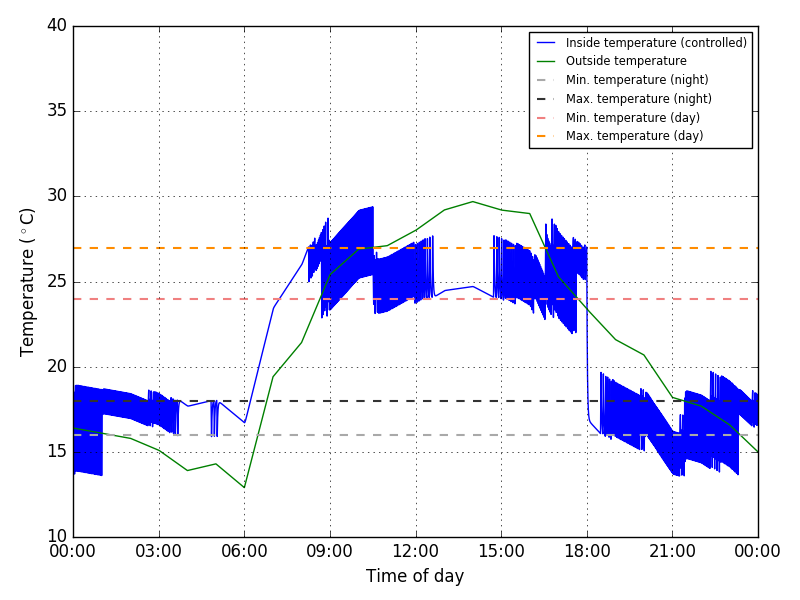 40
35
30
25
20
15
10
Temperature (°C)
Inside temperature (controlled)
Outside temperature
Min. temperature (night)
Max. temperature (night)
Min. temperature (day)
Max. temperature (day)
00:00 03:00 06:00 09:00 12:00 15:00 18:00 21:00 00:00
Time of day